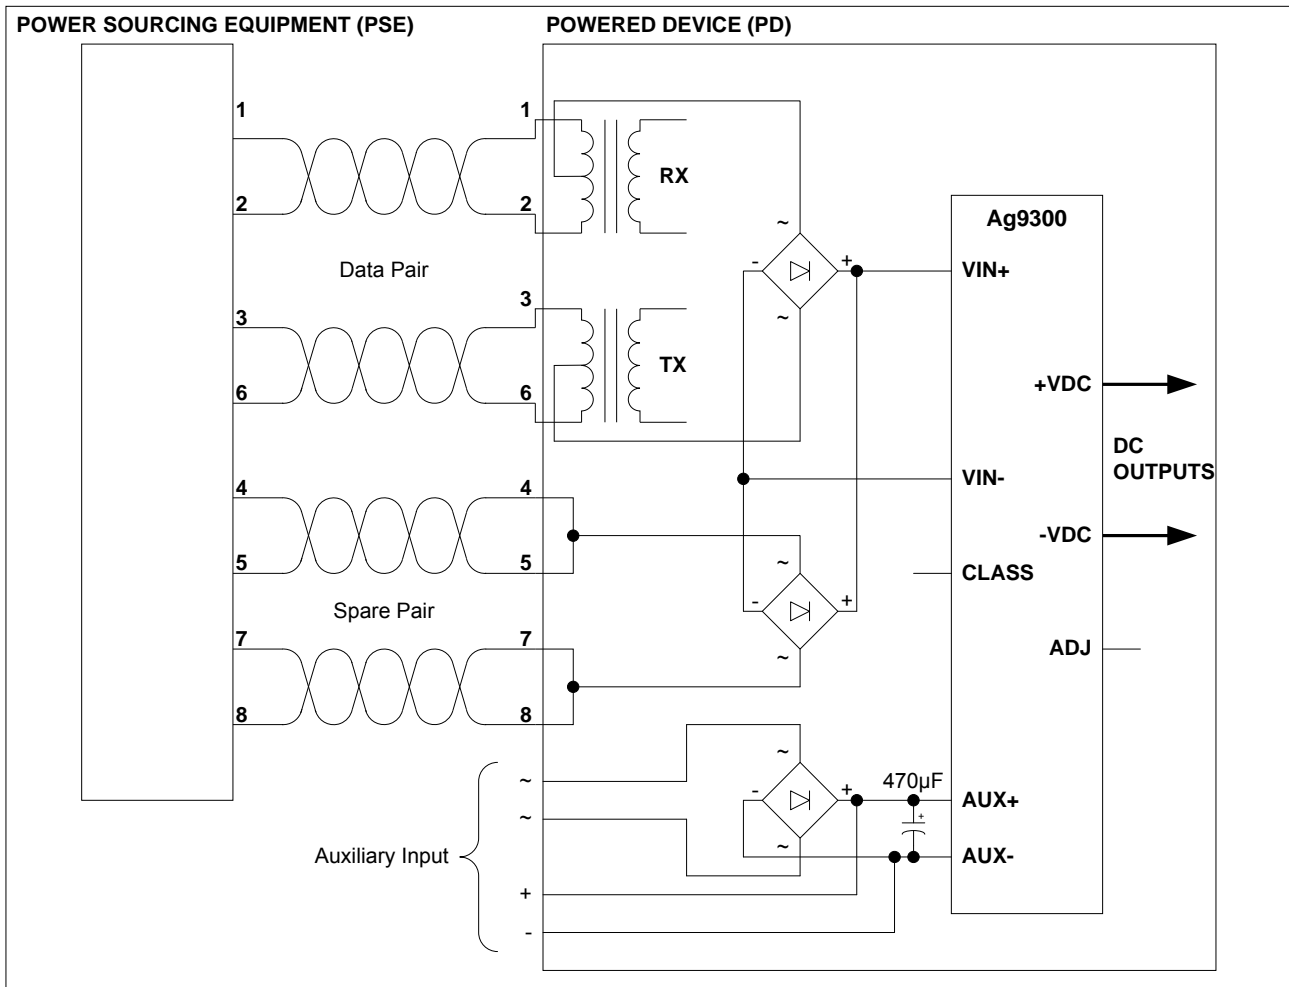 POWER SOURCING EQUIPMENT (PSE)
POWERED DEVICE (PD)
1
1
2
2
RX
Data Pair
3
3
6
6
TX
~
-
+
~
Ag9300
VIN+
+VDC
DC
OUTPUTS
VIN-
-VDC
CLASS
ADJ
4
4
5
5
Spare Pair
7
7
8
8
~
-
+
~
~
-
+
~
470µF
+
AUX+
AUX-
Auxiliary Input
~
~
+
-